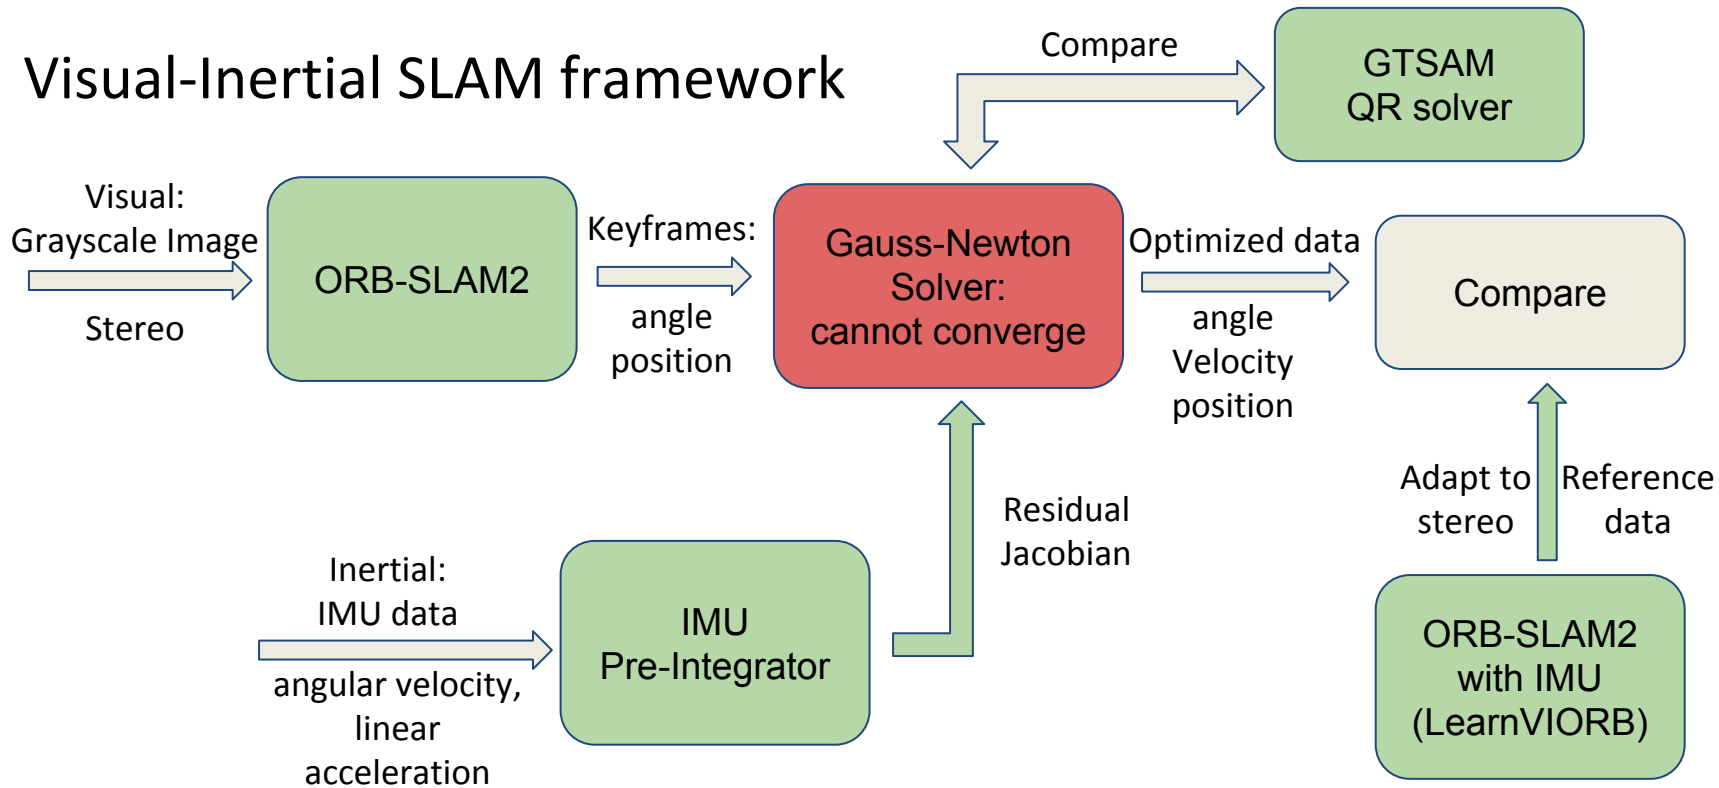 Visual-Inertial SLAM framework
Compare
GTSAM
QR solver
Visual:
Grayscale Image
Stereo
ORB-SLAM2
Keyframes:
angle
position
Gauss-Newton
Solver:
cannot converge
Optimized data
angle
Velocity
position
Compare
Inertial:
IMU data
angular velocity,
linear
acceleration
IMU
Pre-Integrator
Residual
Jacobian
Adapt to
stereo
Reference
data
ORB-SLAM2
with IMU
(LearnVIORB)